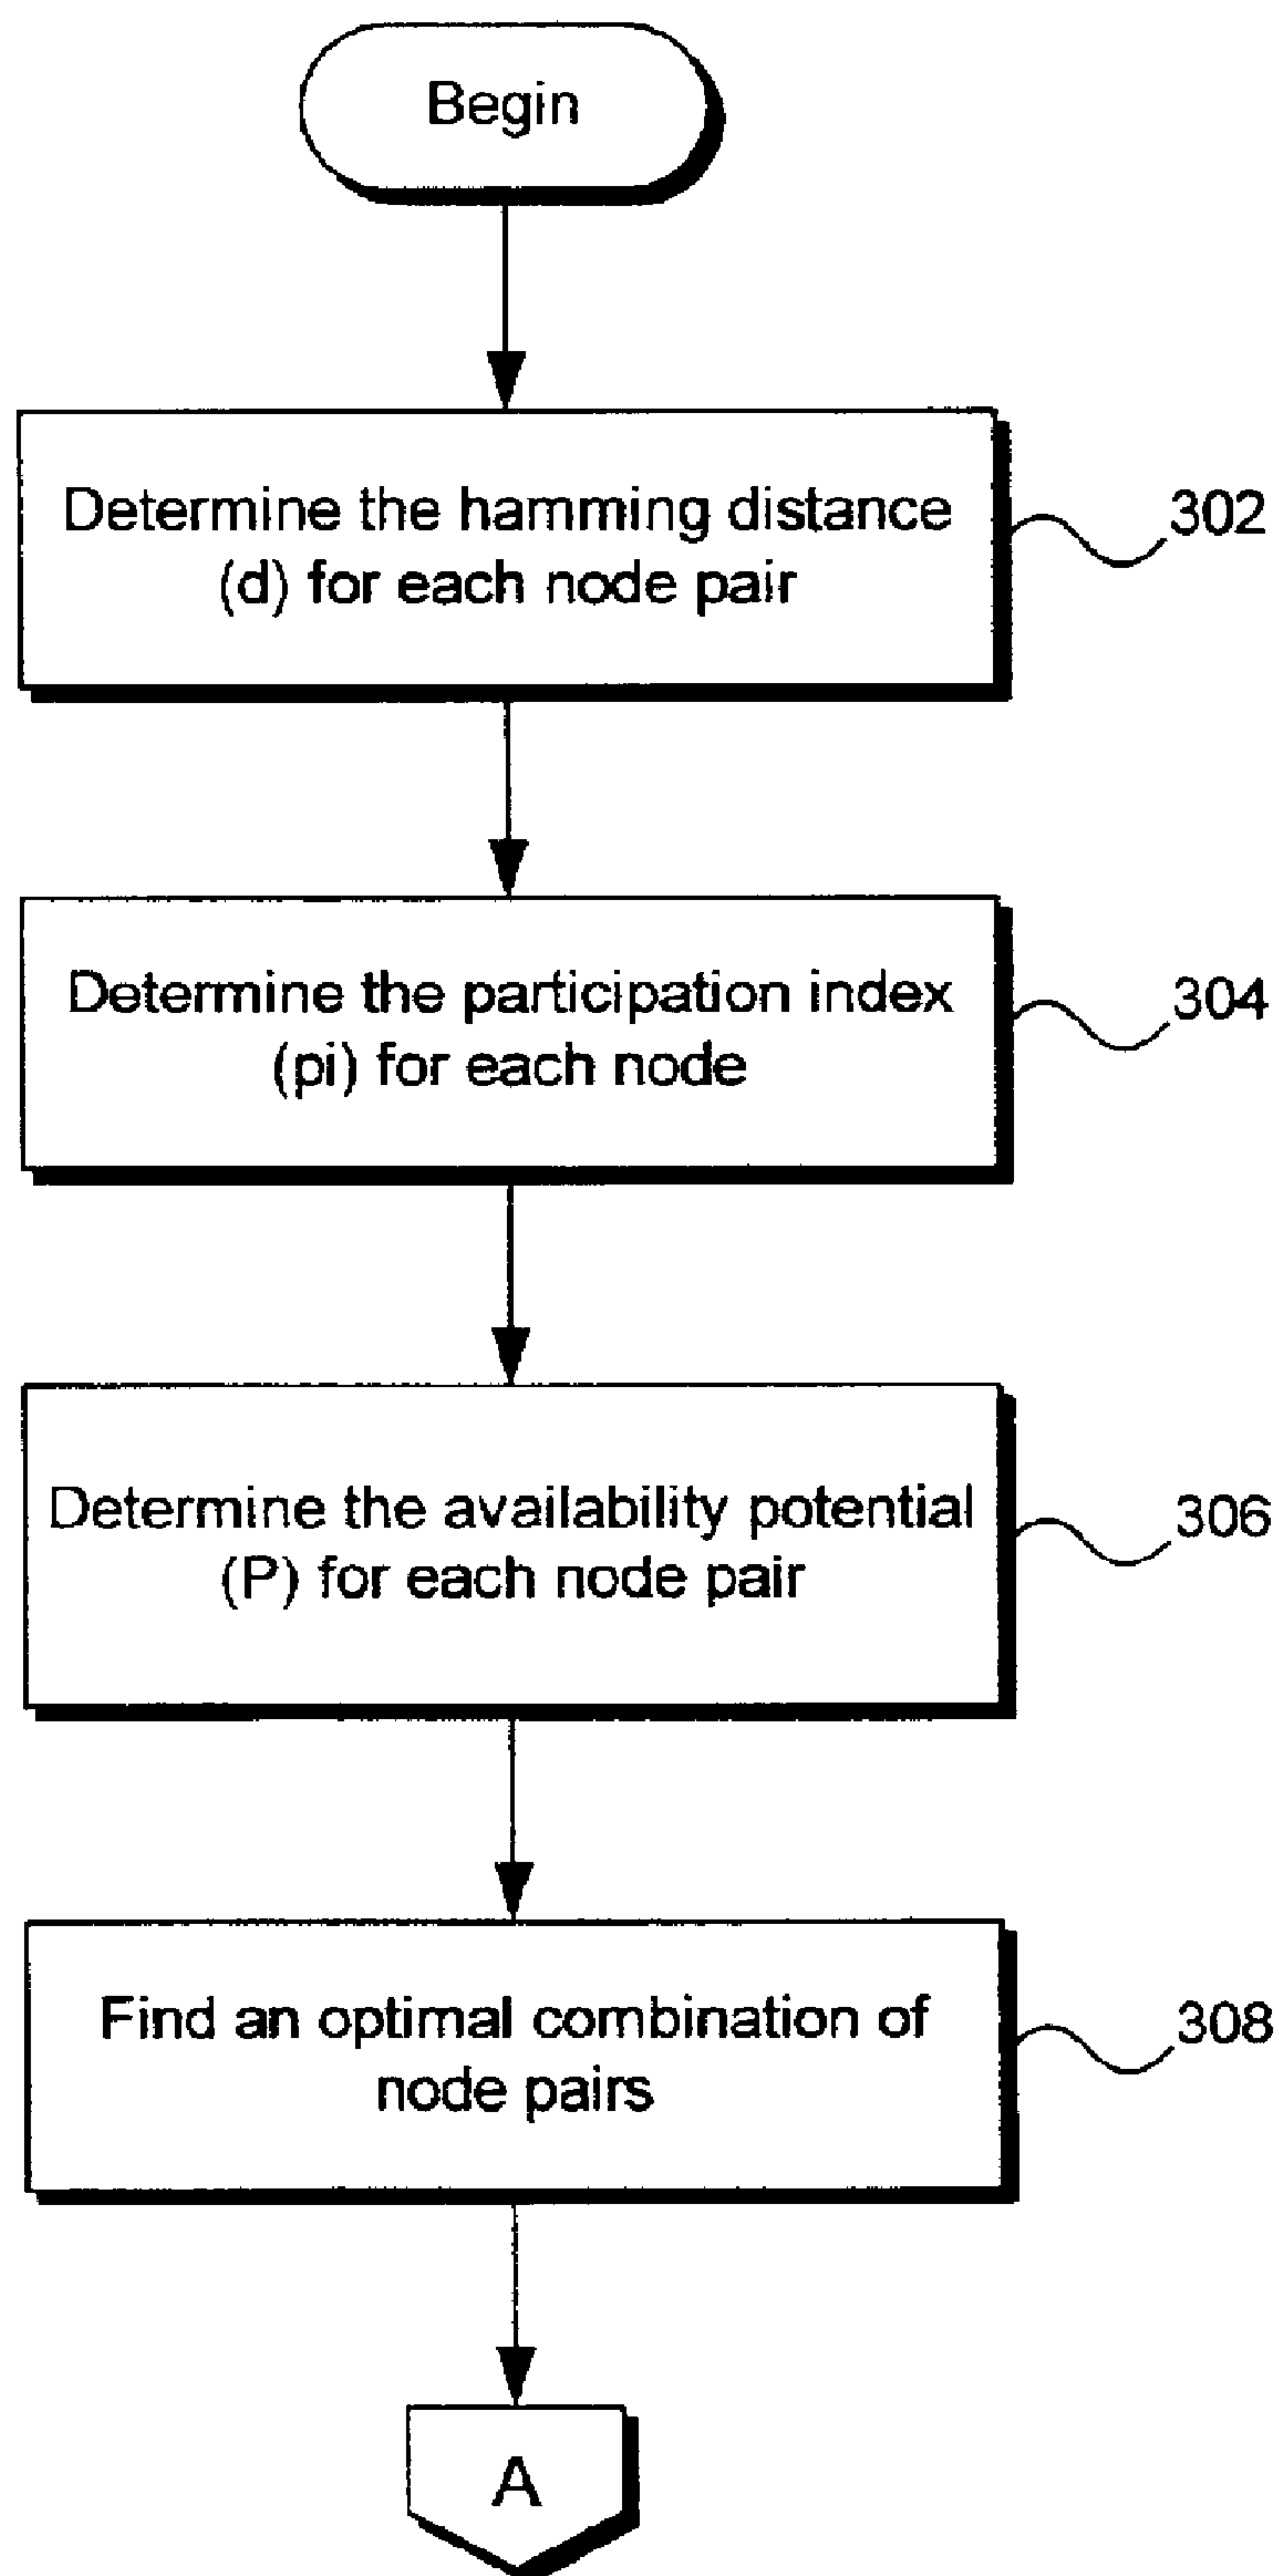 Begin
Determine the hamming distance
(d) for each node pair
302
Determine the participation index
(pi) for each node
304
Determine the availability potential
(P) for each node pair
306
Find an optimal combination of
node pairs
308
A